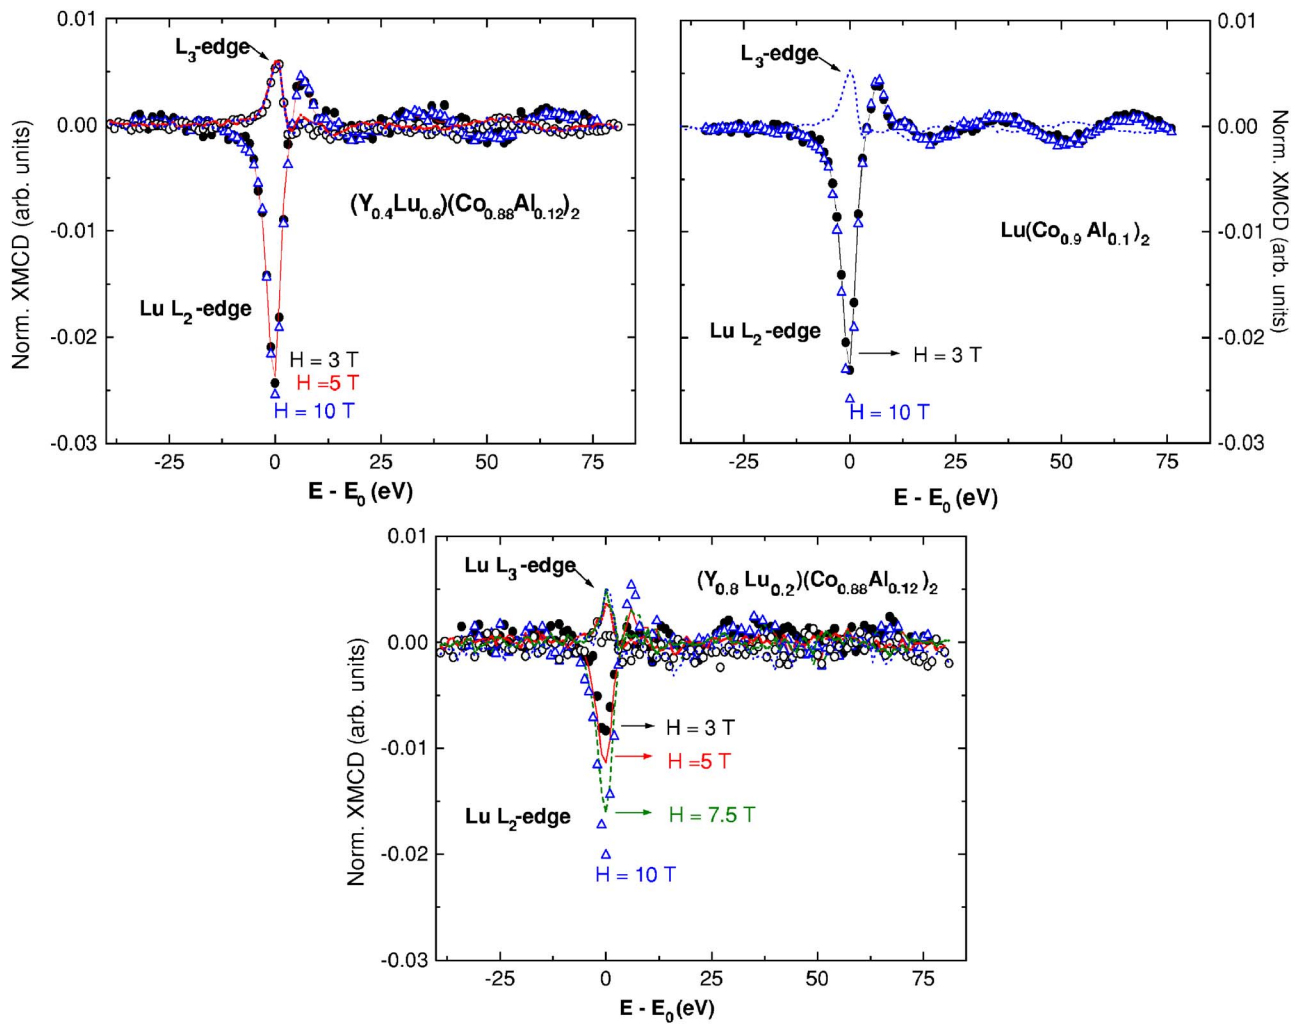 0.01
0.00
-0.01
-0.02
-0.03
Norm. XMCD (arb. units)
L₃-edge
(Y₀.₄Lu₀.₆)(Co₀.₈₈Al₀.₁₂)₂
Lu L₂-edge
H = 3 T
H =5 T
H = 10 T
-25 0 25 50 75
E - E₀ (eV)
0.01
0.00
-0.01
-0.02
-0.03
Norm. XMCD (arb. units)
L₃-edge
Lu(Co₀.₉ Al₀.₁)₂
Lu L₂-edge
H = 3 T
H = 10 T
-25 0 25 50 75
E - E₀ (eV)
0.01
0.00
-0.01
-0.02
-0.03
Norm. XMCD (arb. units)
Lu L₃-edge
(Y₀.₈ Lu₀.₂)(Co₀.₈₈Al₀.₁₂)₂
H = 3 T
H =5 T
Lu L₂-edge
H = 7.5 T
H = 10 T
-25 0 25 50 75
E - E₀ (eV)